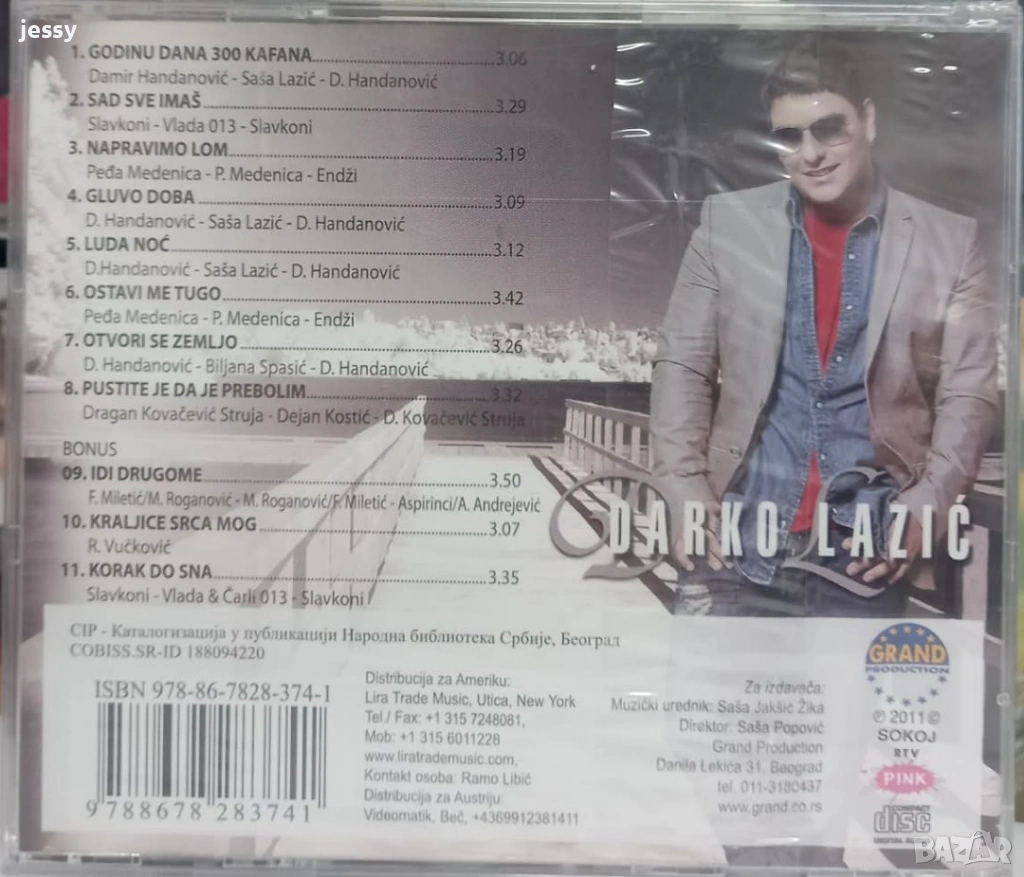 jessy
1. GODINU DANA 300 KAFANA 3.06
Damir Handanović - Saša Lazić - D. Handanović
2. SAD SVE IMAŠ 3.29
Slavkoni - Vlada 013 - Slavkoni
3. NAPRAVIMO LOM 3.19
Peđa Medenica - P. Medenica - Endži
4. GLUVO DOBA 3.09
D. Handanović - Saša Lazić - D. Handanović
5. LUDA NOĆ 3.12
D.Handanović - Saša Lazić - D. Handanović
6. OSTAVI ME TUGO 3.42
Peđa Medenica - P. Medenica - Endži
7. OTVORI SE ZEMLJO 3.26
D. Handanović - Biljana Spasić - D. Handanović
8. PUSTITE JE DA JE PREBOLIM 3.32
Dragan Kovačević Struja - Dejan Kostić - D. Kovačević Struja
BONUS
09. IDI DRUGOME 3.50
F. Miletić/M. Roganović - M. Roganović/F. Miletić - Aspirinci/A. Andrejević
10. KRALJICE SRCA MOG 3.07
R. Vučković
11. KORAK DO SNA 3.35
Slavkoni - Vlada & Čarli 013 - Slavkoni
DARKO LAZIĆ
CIP - Каталогизација у публикацији Народна библиотека Србије, Београд
COBISS.SR-ID 188094220
ISBN 978-86-7828-374-1
9 788678 283741
Distribucija za Ameriku:
Lira Trade Music, Utica, New York
Tel./ Fax: +1 315 7248081,
Mob: +1 315 6011228
www.liratrademusic.com,
Kontakt osoba: Ramo Libić
Distribucija za Austriju:
Videomatik, Beč, +4369912381411
Za izdavača:
Muzički urednik: Saša Jakšić Žika
Direktor: Saša Popović
Grand Production
Danila Lekića 31, Beograd
tel. 011-3180437
www.grand.co.rs
GRAND
PRODUCTION
℗ 2011 ©
SOKOJ
RTV
PINK
COMPACT
disc
DIGITAL AUDIO
BAZAR